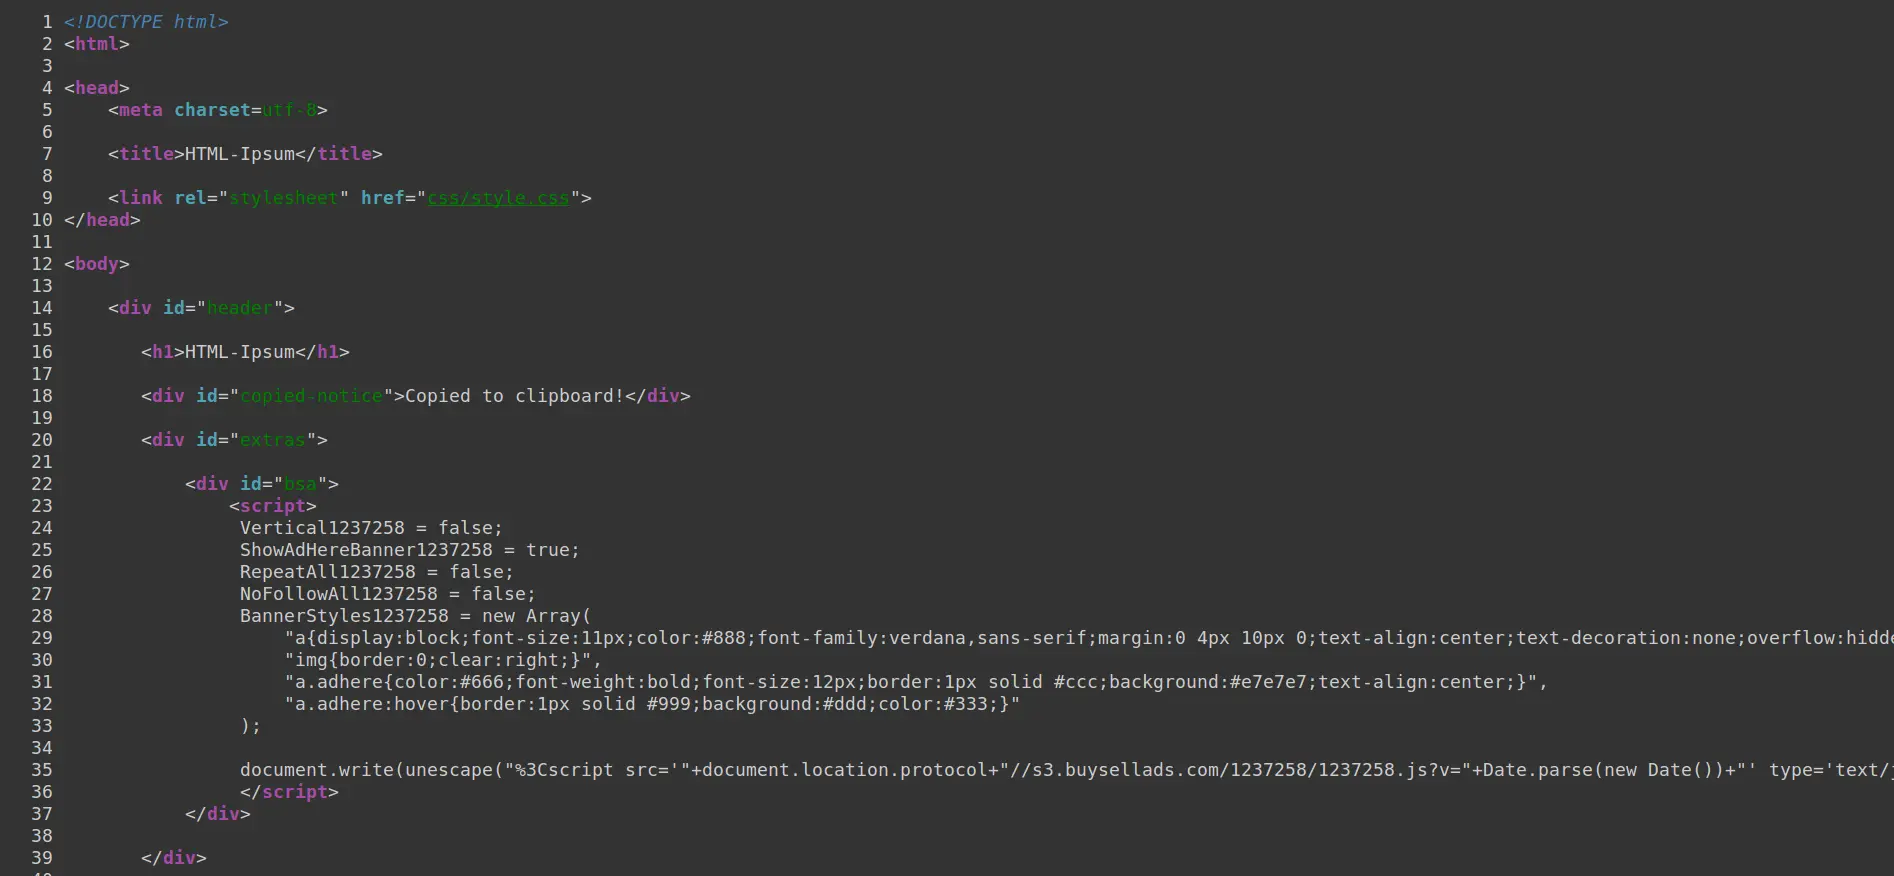 1 <!DOCTYPE html>
2 <html>
3
4 <head>
5     <meta charset=utf-8>
6
7     <title>HTML-Ipsum</title>
8
9     <link rel="stylesheet" href="css/style.css">
10 </head>
11
12 <body>
13
14     <div id="header">
15
16        <h1>HTML-Ipsum</h1>
17
18        <div id="copied-notice">Copied to clipboard!</div>
19
20        <div id="extras">
21
22            <div id="bsa">
23                <script>
24                 Vertical1237258 = false;
25                 ShowAdHereBanner1237258 = true;
26                 RepeatAll1237258 = false;
27                 NoFollowAll1237258 = false;
28                 BannerStyles1237258 = new Array(
29                     "a{display:block;font-size:11px;color:#888;font-family:verdana,sans-serif;margin:0 4px 10px 0;text-align:center;text-decoration:none;overflow:hidde
30                     "img{border:0;clear:right;}",
31                     "a.adhere{color:#666;font-weight:bold;font-size:12px;border:1px solid #ccc;background:#e7e7e7;text-align:center;}",
32                     "a.adhere:hover{border:1px solid #999;background:#ddd;color:#333;}"
33                 );
34
35                 document.write(unescape("%3Cscript src='"+document.location.protocol+"//s3.buysellads.com/1237258/1237258.js?v="+Date.parse(new Date())+"' type='text/
36                 </script>
37            </div>
38
39        </div>